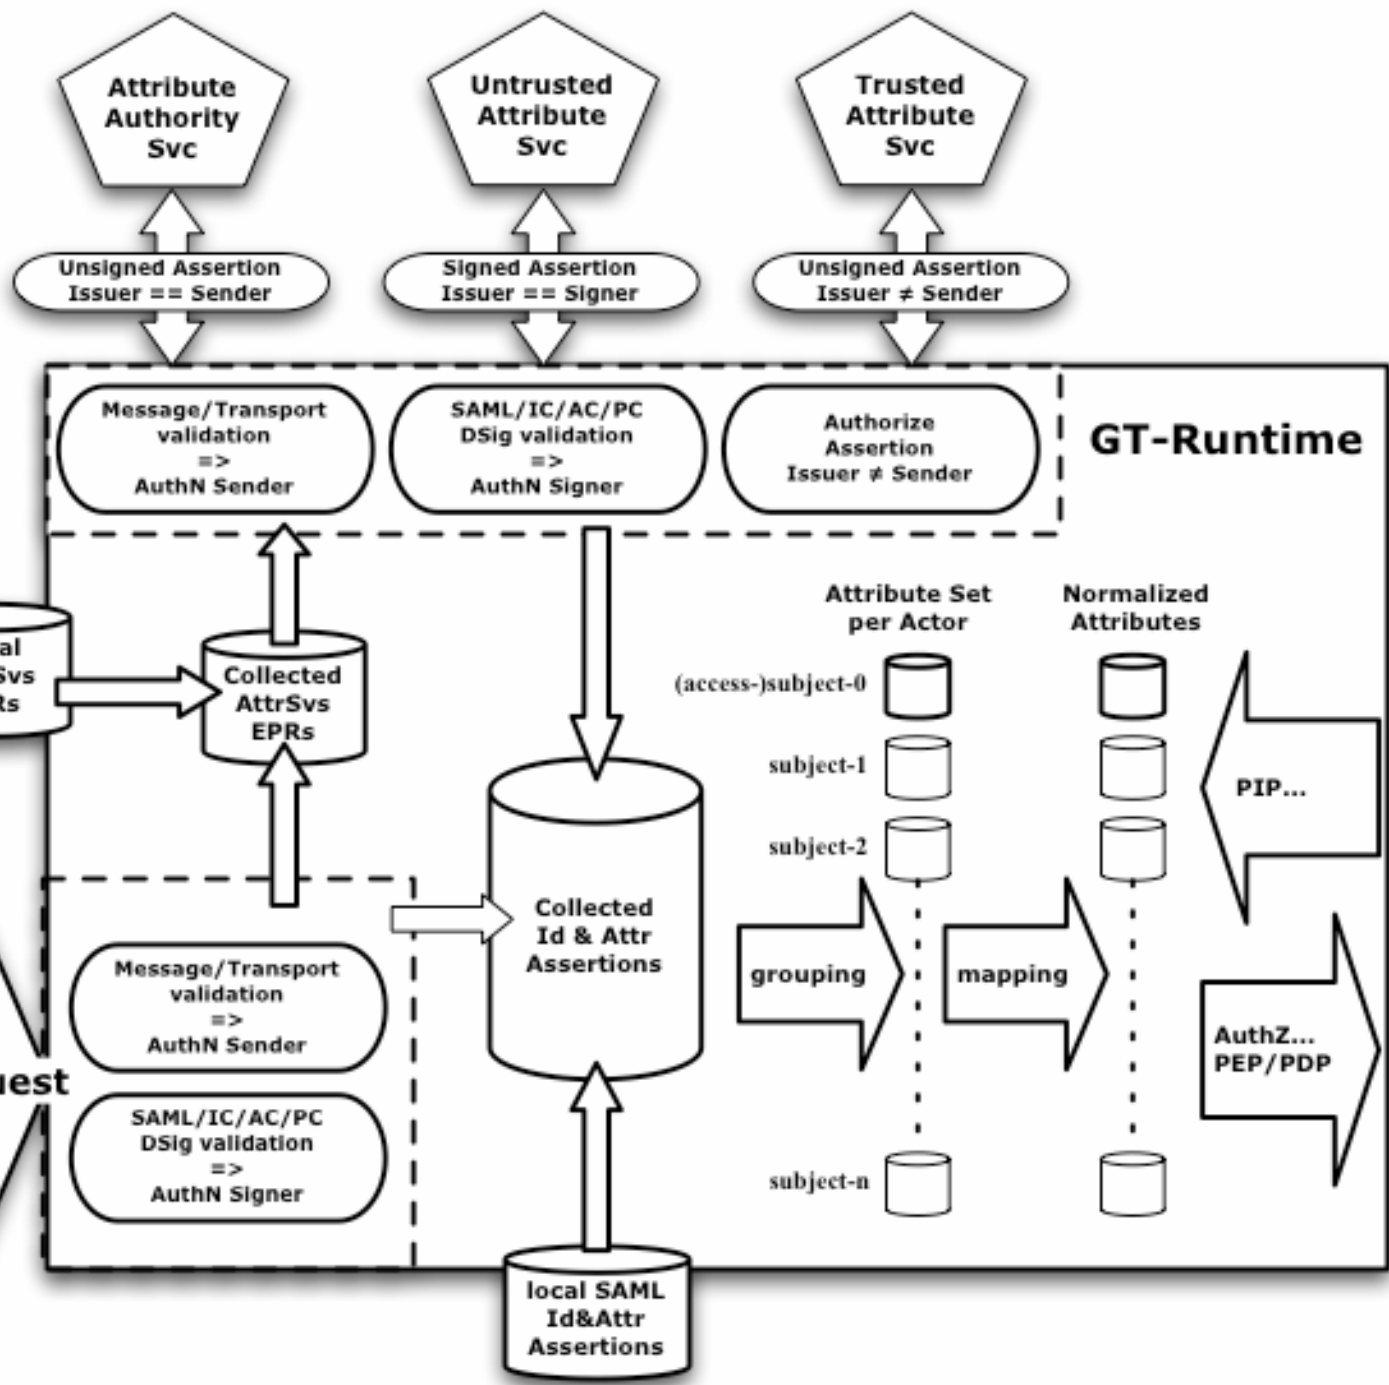 Attribute
Authority
Svc
Untrusted
Attribute
Svc
Trusted
Attribute
Svc
Unsigned Assertion
Issuer == Sender
Signed Assertion
Issuer == Signer
Unsigned Assertion
Issuer ≠ Sender
Message/Transport
validation
=>
AuthN Sender
SAML/IC/AC/PC
DSig validation
=>
AuthN Signer
Authorize
Assertion
Issuer ≠ Sender
GT-Runtime
Attribute Set
per Actor
Normalized
Attributes
Collected
AttrSvs
EPRs
(access-)subject-0
subject-1
subject-2
PIP...
Collected
Id & Attr
Assertions
grouping
mapping
Message/Transport
validation
=>
AuthN Sender
AuthZ...
PEP/PDP
SAML/IC/AC/PC
DSig validation
=>
AuthN Signer
subject-n
local SAML
Id&Attr
Assertions